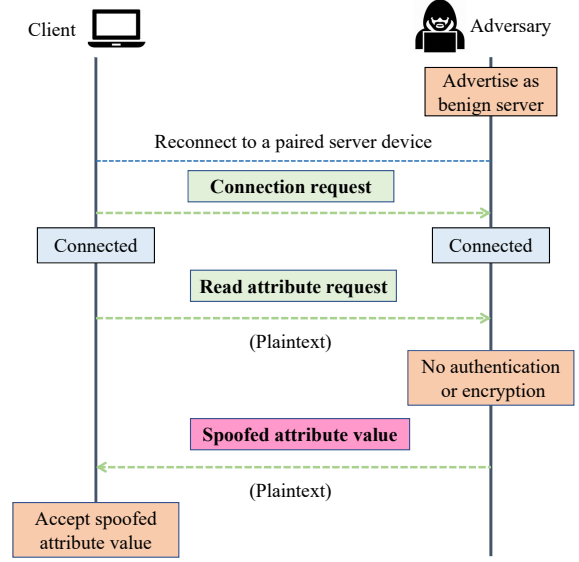 Client
Adversary
Advertise as
benign server
Reconnect to a paired server device
Connection request
Connected
Connected
Read attribute request
(Plaintext)
No authentication
or encryption
Spoofed attribute value
(Plaintext)
Accept spoofed
attribute value